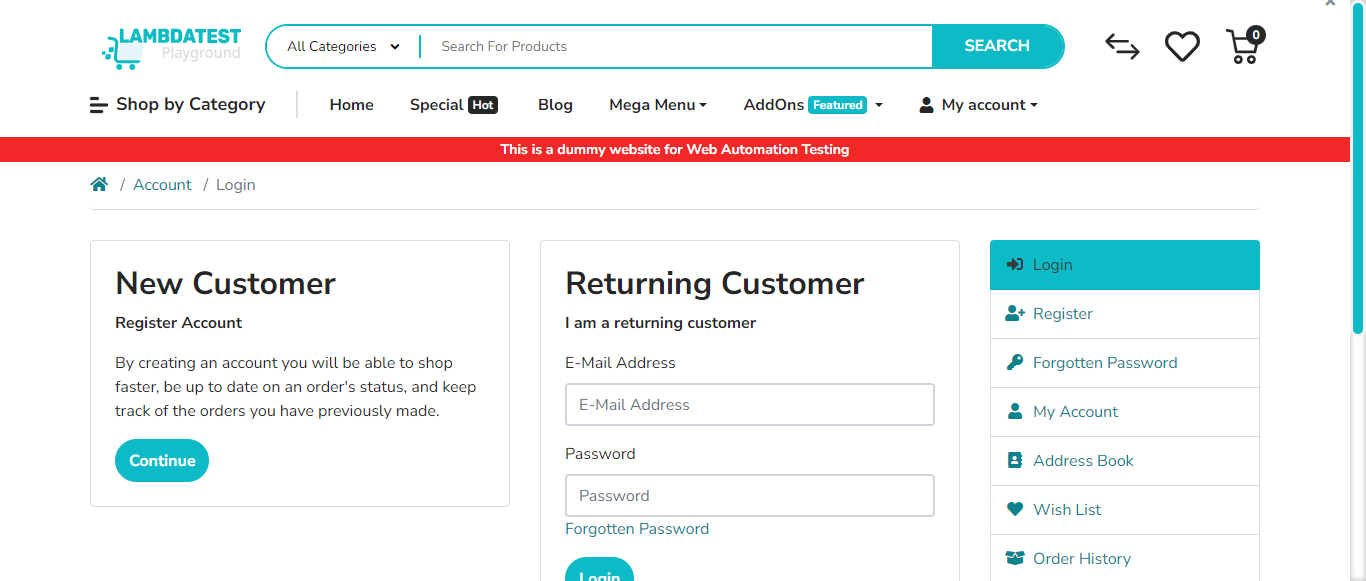 LAMBDATEST
Playground
All Categories
Search For Products
SEARCH
0
Shop by Category
Home
Special Hot
Blog
Mega Menu
AddOns Featured
My account
This is a dummy website for Web Automation Testing
/ Account / Login
New Customer
Register Account
By creating an account you will be able to shop
faster, be up to date on an order's status, and keep
track of the orders you have previously made.
Continue
Returning Customer
I am a returning customer
E-Mail Address
E-Mail Address
Password
Password
Forgotten Password
Login
Login
Register
Forgotten Password
My Account
Address Book
Wish List
Order History